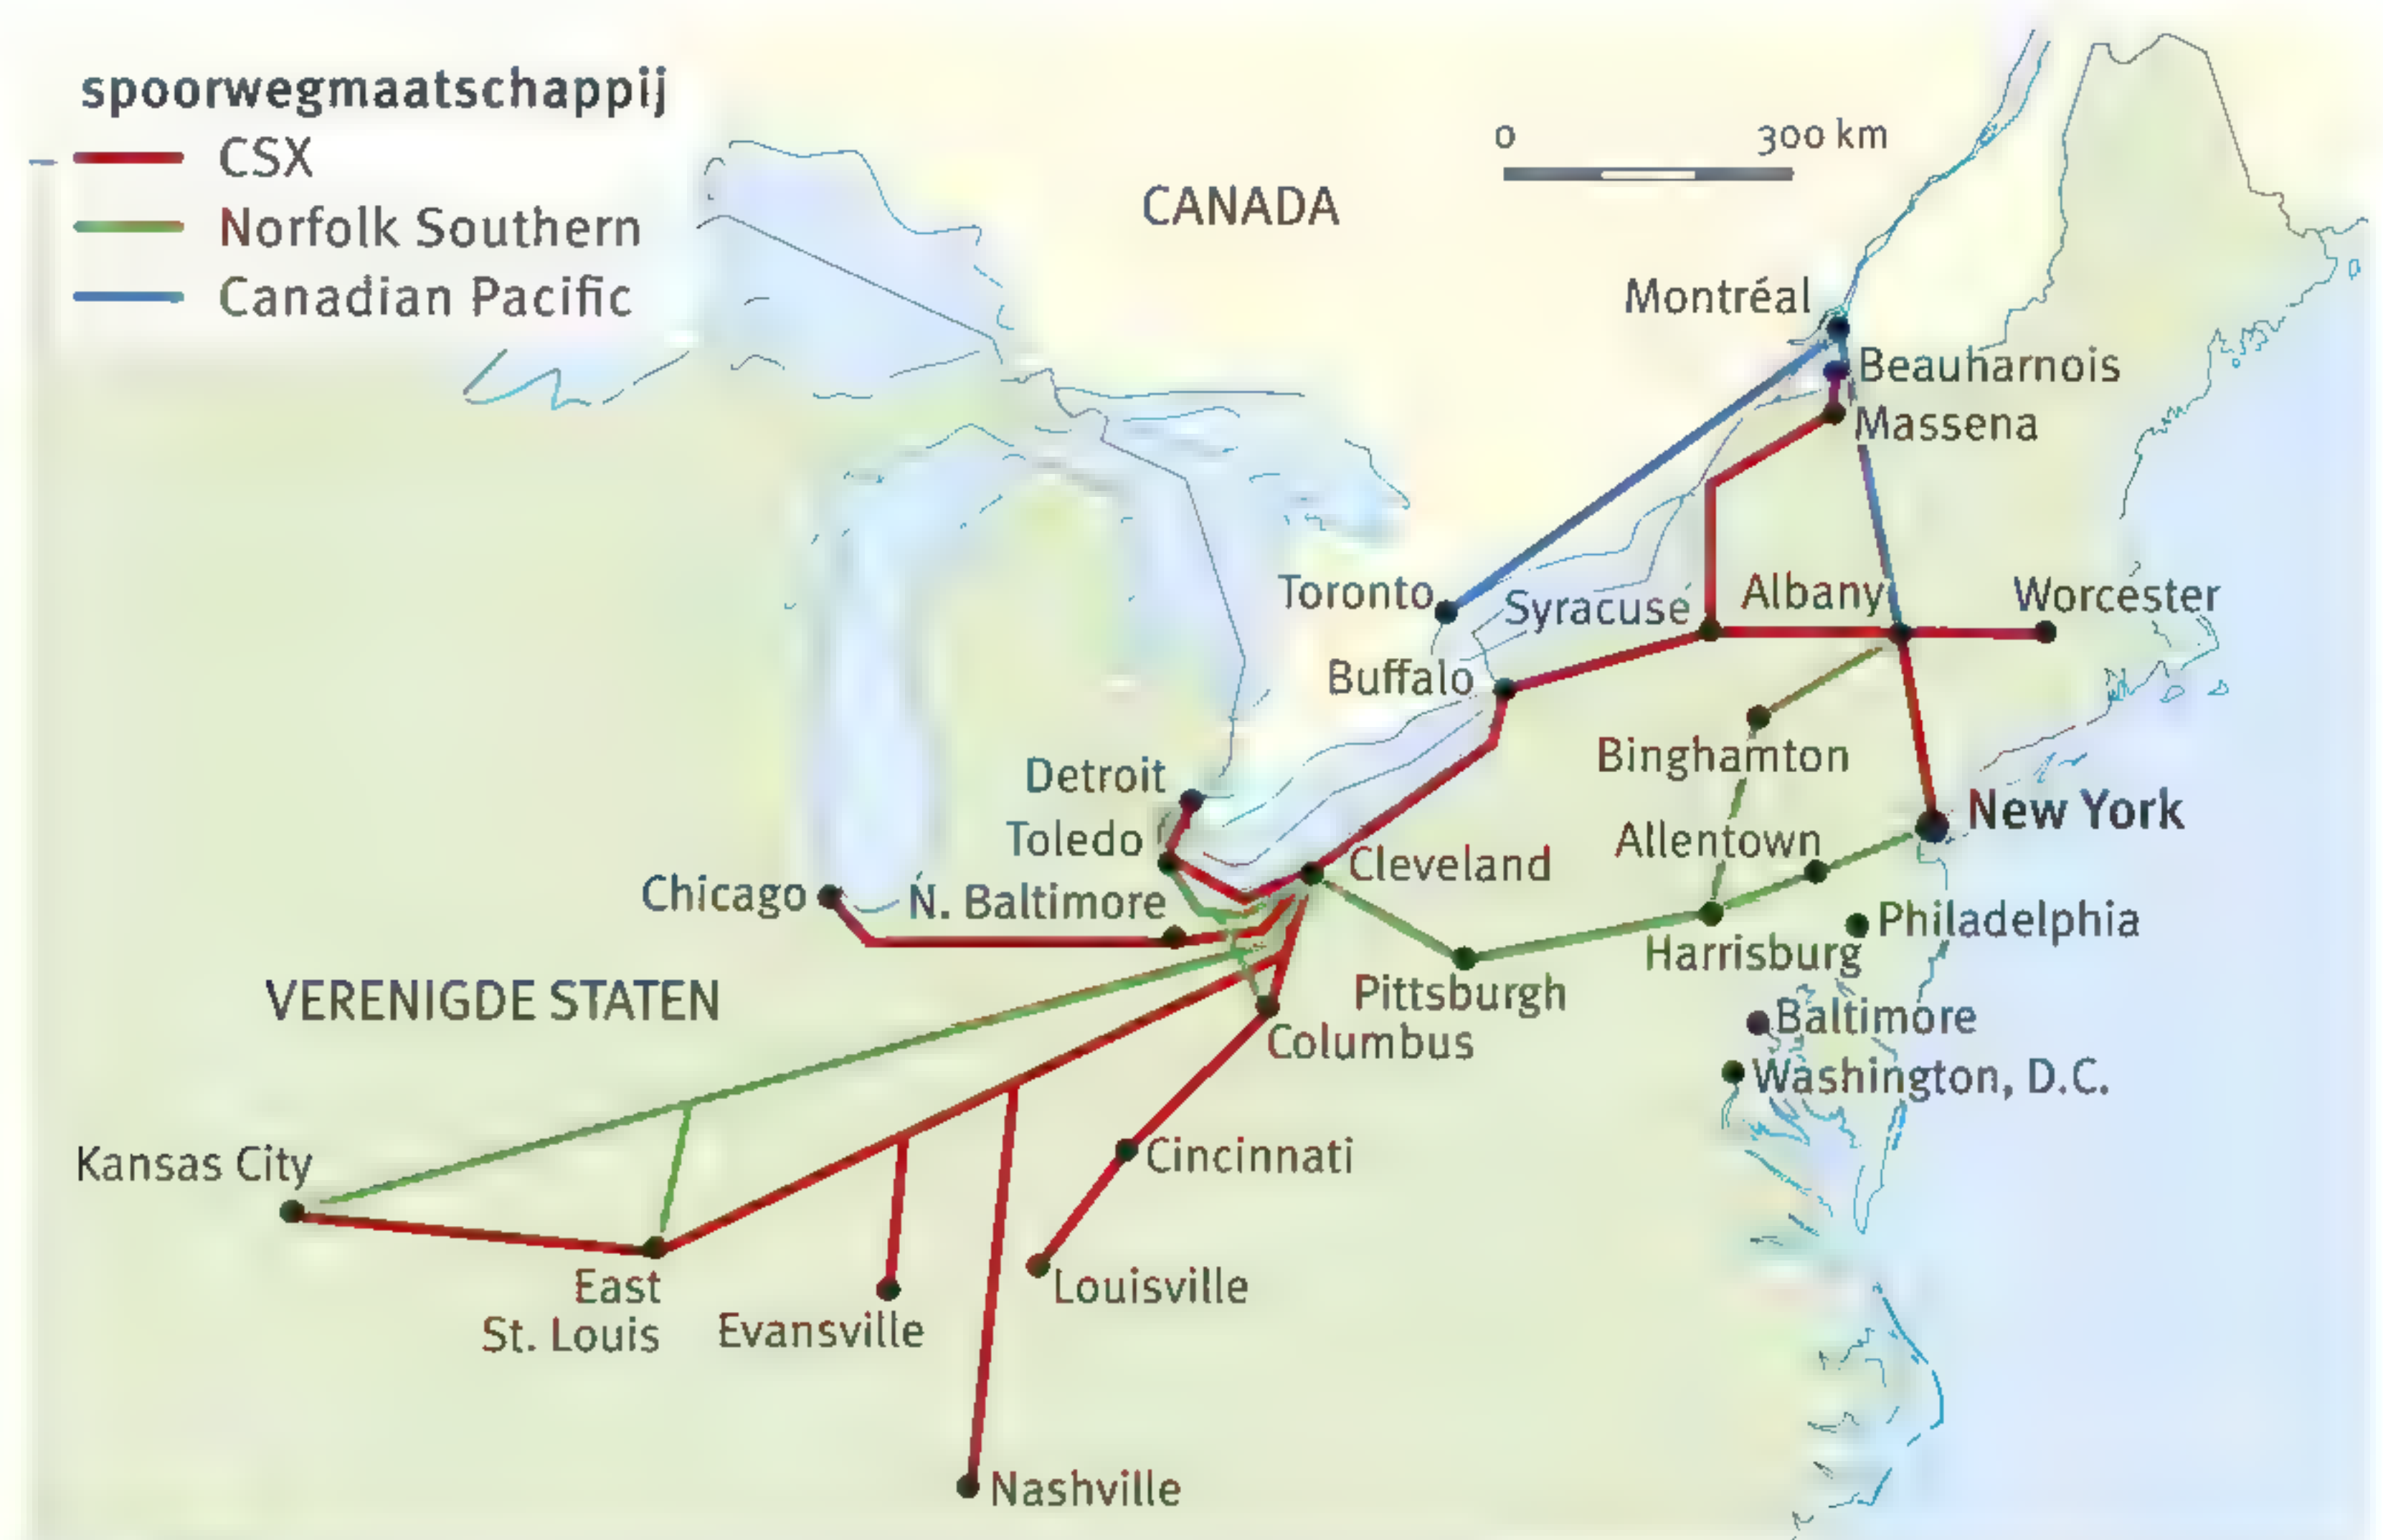 spoorwegmaatschappij
CSX
Norfolk Southern
Canadian Pacific
0 300 km
CANADA
Montréal
Beauharnois
Massena
Toronto
Syracuse
Albany
Worcester
Buffalo
Binghamton
Detroit
New York
Toledo
Allentown
Cleveland
Chicago
N. Baltimore
Philadelphia
Harrisburg
VERENIGDE STATEN
Pittsburgh
Baltimore
Columbus
Washington, D.C.
Kansas City
Cincinnati
East
St. Louis
Louisville
Evansville
Nashville